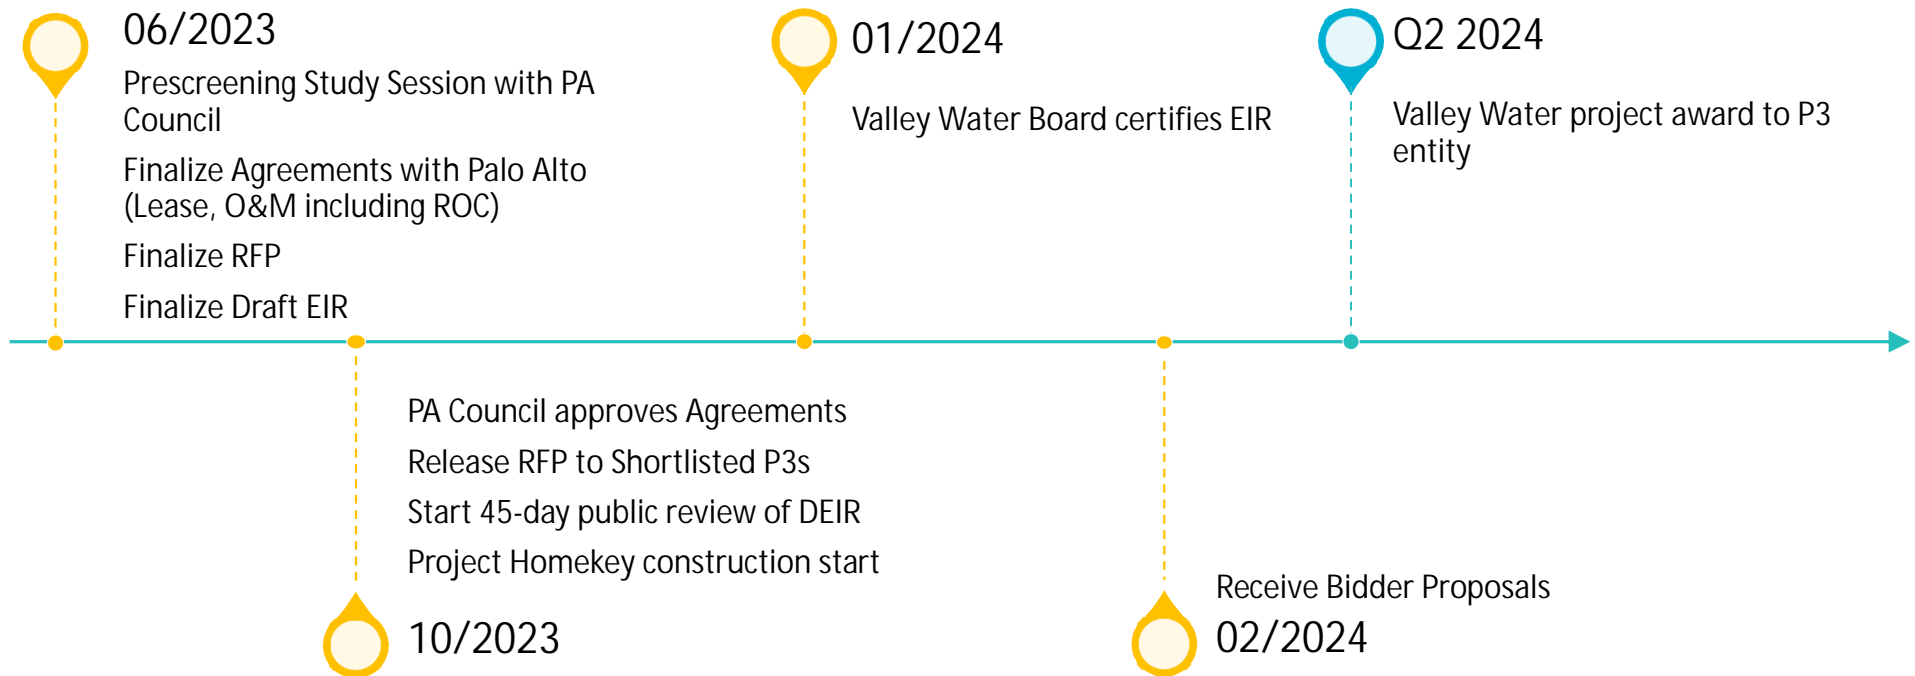 06/2023
Prescreening Study Session with PA
Council
Finalize Agreements with Palo Alto
(Lease, O&M including ROC)
Finalize RFP
Finalize Draft EIR
01/2024
Valley Water Board certifies EIR
Q2 2024
Valley Water project award to P3
entity
PA Council approves Agreements
Release RFP to Shortlisted P3s
Start 45-day public review of DEIR
Project Homekey construction start
10/2023
Receive Bidder Proposals
02/2024